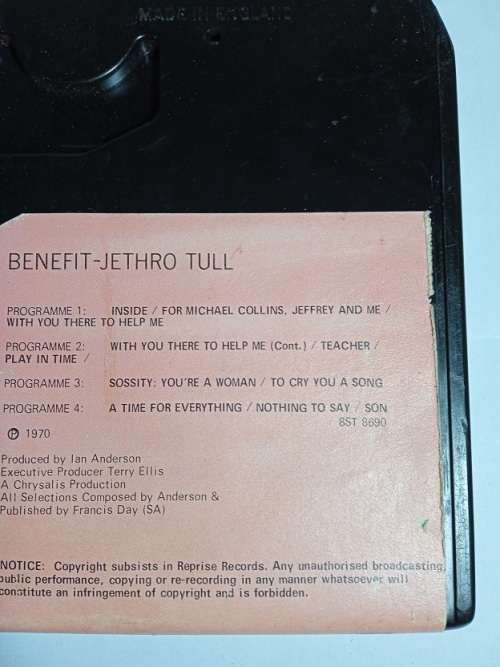 MADE IN ENGLAND
BENEFIT-JETHRO TULL
PROGRAMME 1: INSIDE / FOR MICHAEL COLLINS, JEFFREY AND ME /
WITH YOU THERE TO HELP ME
PROGRAMME 2: WITH YOU THERE TO HELP ME (Cont.) / TEACHER /
PLAY IN TIME /
PROGRAMME 3: SOSSITY: YOU'RE A WOMAN / TO CRY YOU A SONG
PROGRAMME 4: A TIME FOR EVERYTHING / NOTHING TO SAY / SON
8ST 8690
℗ 1970
Produced by Ian Anderson
Executive Producer Terry Ellis
A Chrysalis Production
All Selections Composed by Anderson &
Published by Francis Day (SA)
NOTICE: Copyright subsists in Reprise Records. Any unauthorised broadcasting,
public performance, copying or re-recording in any manner whatsoever will
constitute an infringement of copyright and is forbidden.